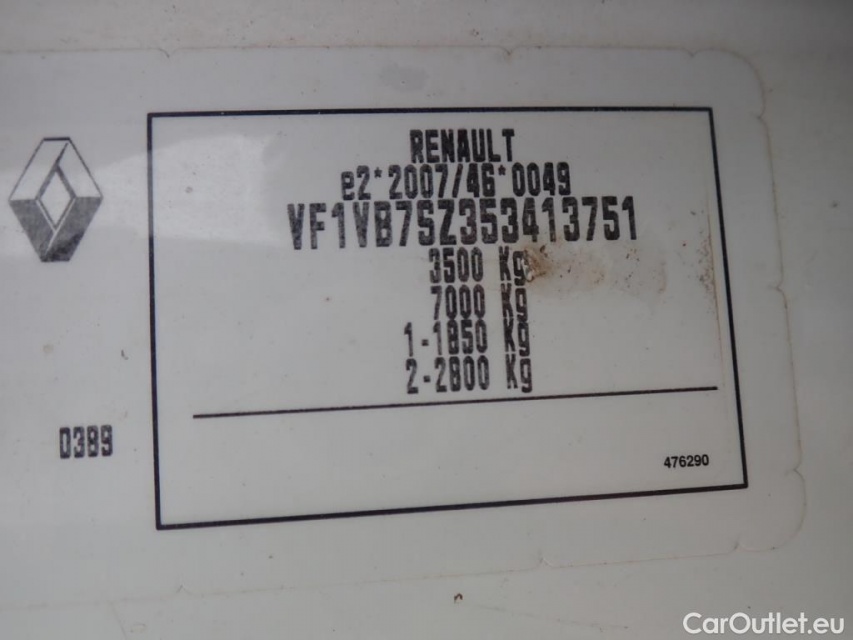 RENAULT
e2*2007/46*0049
VF1VB7SZ353413751
3500 Kg
7000 Kg
1-1850 Kg
2-2800 Kg
0389
476290
CarOutlet.eu